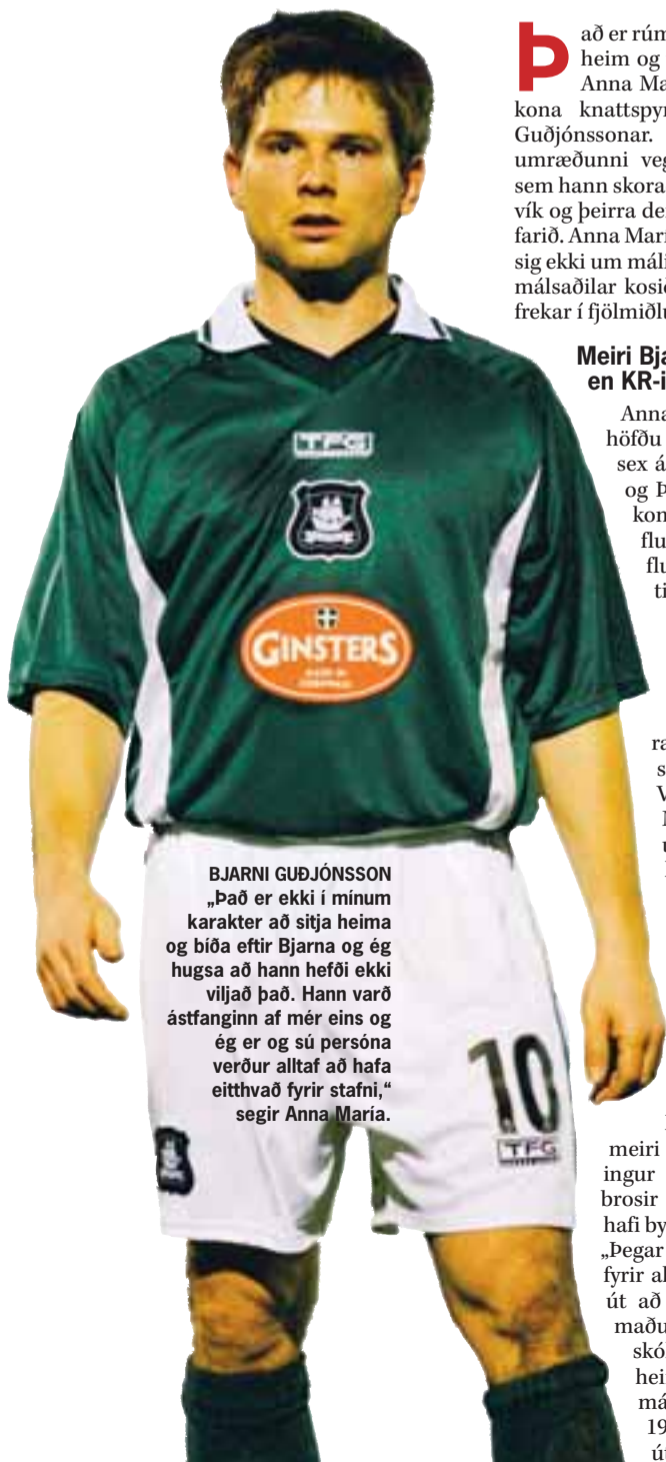 Það er rúm
heim og
Anna Ma
kona knattspyr
Guðjónssonar.
umræðunni veg
sem hann skora
vík og þeirra de
farið. Anna Marí
sig ekki um máli
málsaðilar kosi
frekar í fjölmiðlu
Meiri Bja
en KR-i
Anna
höfðu
sex á
og Þ
kon
flu
flu
ti
ra
s
V
TFG
GINSTERS
BJARNI GUÐJÓNSSON
„Það er ekki í mínum
karakter að sitja heima
og bíða eftir Bjarna og ég
hugsa að hann hefði ekki
viljað það. Hann varð
ástfanginn af mér eins og
ég er og sú persóna
verður alltaf að hafa
eitthvað fyrir stafni,“
segir Anna María.
10
TFG
meiri
ingur
brosir
hafi by
„Þegar
fyrir al
út að
maðu
skó
hei
má
19
út